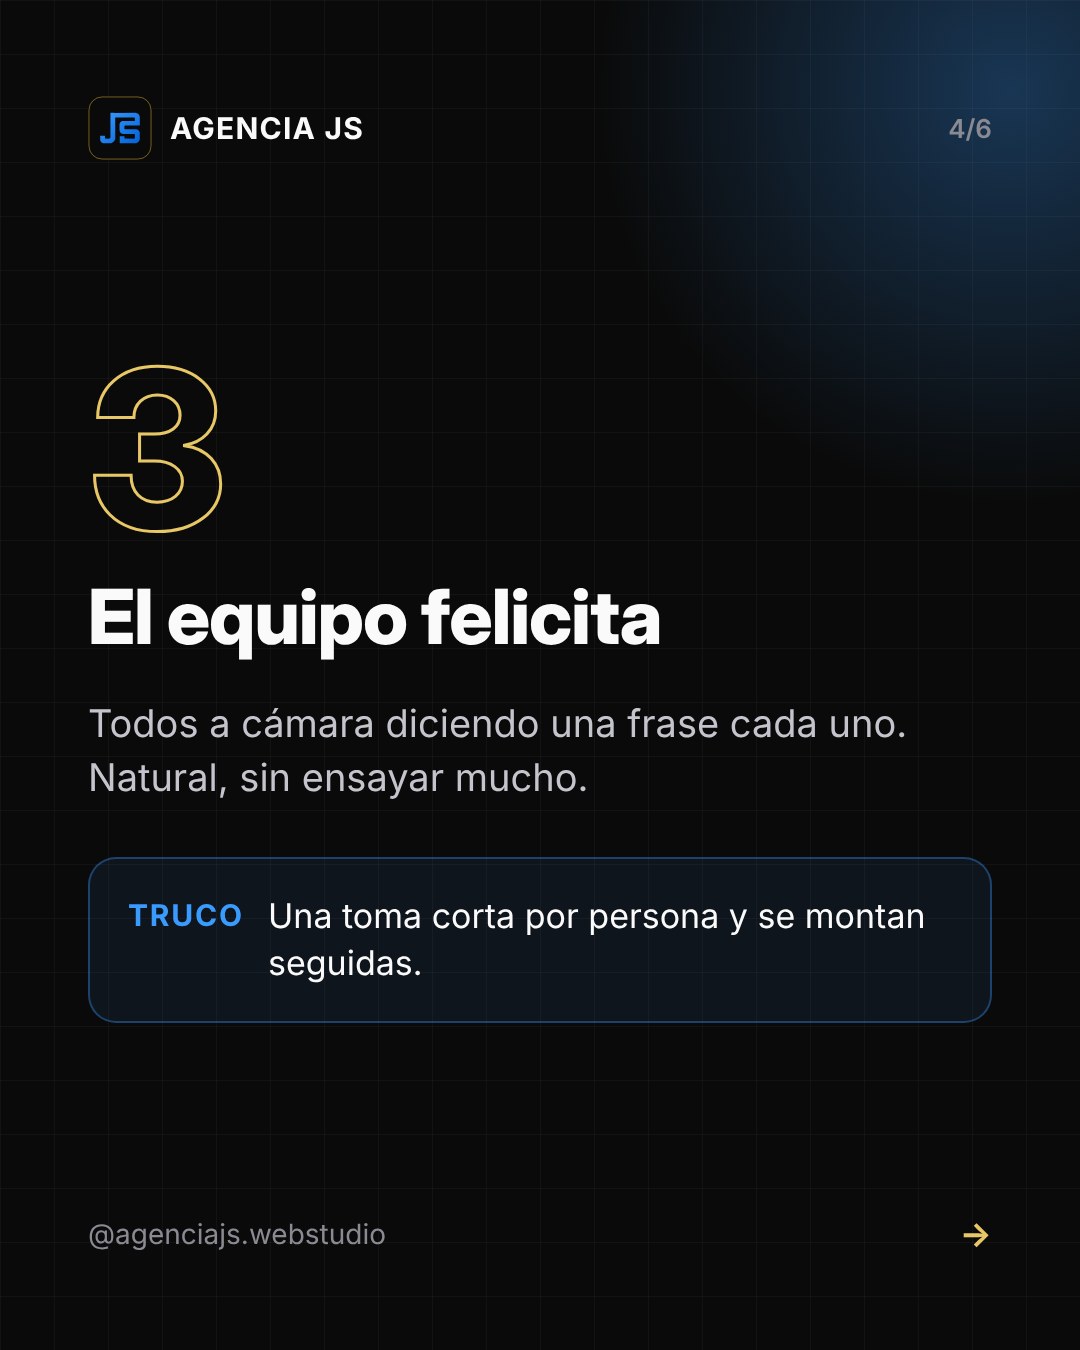 JS AGENCIA JS
4/6
3
El equipo felicita
Todos a cámara diciendo una frase cada uno.
Natural, sin ensayar mucho.
TRUCO Una toma corta por persona y se montan
seguidas.
@agenciajs.webstudio →